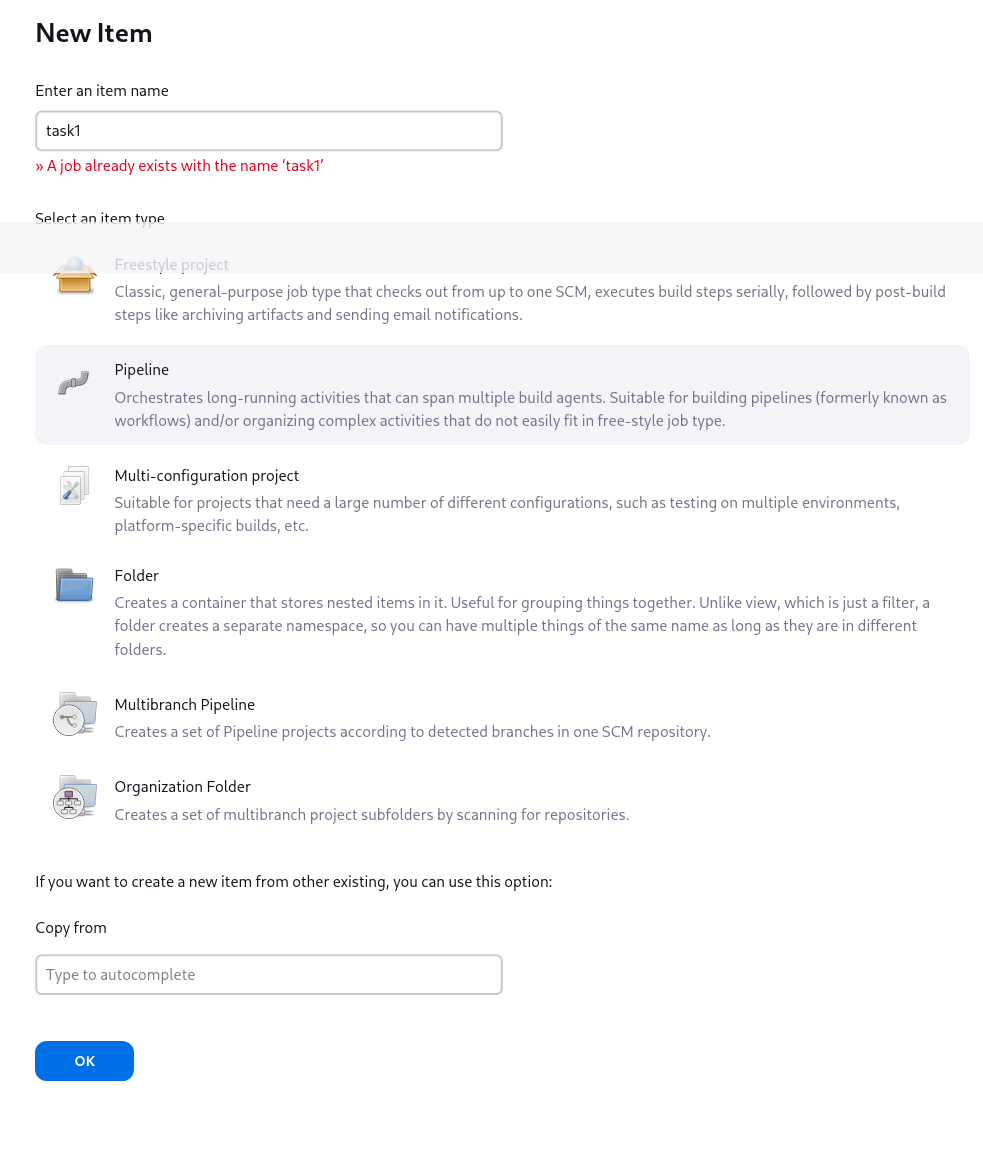 New Item
Enter an item name
task1
» A job already exists with the name ‘task1’
Select an item type
Freestyle project
Classic, general-purpose job type that checks out from up to one SCM, executes build steps serially, followed by post-build
steps like archiving artifacts and sending email notifications.
Pipeline
Orchestrates long-running activities that can span multiple build agents. Suitable for building pipelines (formerly known as
workflows) and/or organizing complex activities that do not easily fit in free-style job type.
Multi-configuration project
Suitable for projects that need a large number of different configurations, such as testing on multiple environments,
platform-specific builds, etc.
Folder
Creates a container that stores nested items in it. Useful for grouping things together. Unlike view, which is just a filter, a
folder creates a separate namespace, so you can have multiple things of the same name as long as they are in different
folders.
Multibranch Pipeline
Creates a set of Pipeline projects according to detected branches in one SCM repository.
Organization Folder
Creates a set of multibranch project subfolders by scanning for repositories.
If you want to create a new item from other existing, you can use this option:
Copy from
Type to autocomplete
OK